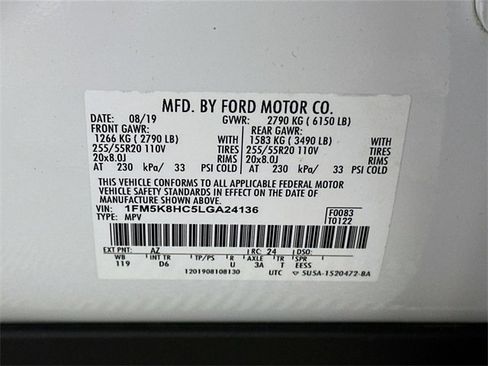 MFD. BY FORD MOTOR CO.
DATE: 08/19 GVWR: 2790 KG ( 6150 LB)
FRONT GAWR: REAR GAWR:
1266 KG ( 2790 LB) WITH 1583 KG ( 3490 LB) WITH
255/55R20 110V TIRES 255/55R20 110V TIRES
20x8.0J RIMS 20x8.0J RIMS
AT 230 kPa/ 33 PSI COLD AT 230 kPa/ 33 PSI COLD
THIS VEHICLE CONFORMS TO ALL APPLICABLE FEDERAL MOTOR
VEHICLE SAFETY STANDARDS IN EFFECT ON THE DATE OF
MANUFACTURE SHOWN ABOVE.
VIN: 1FM5K8HC5LGA24136 F0083
TYPE: MPV T0122
EXT PNT: AZ RC: 24 DSO:
WB INT TR TP/PS R AXLE TR SPR
119 D6 U 3A T EESS
1201908108130 UTC SU5A-1520472-BA